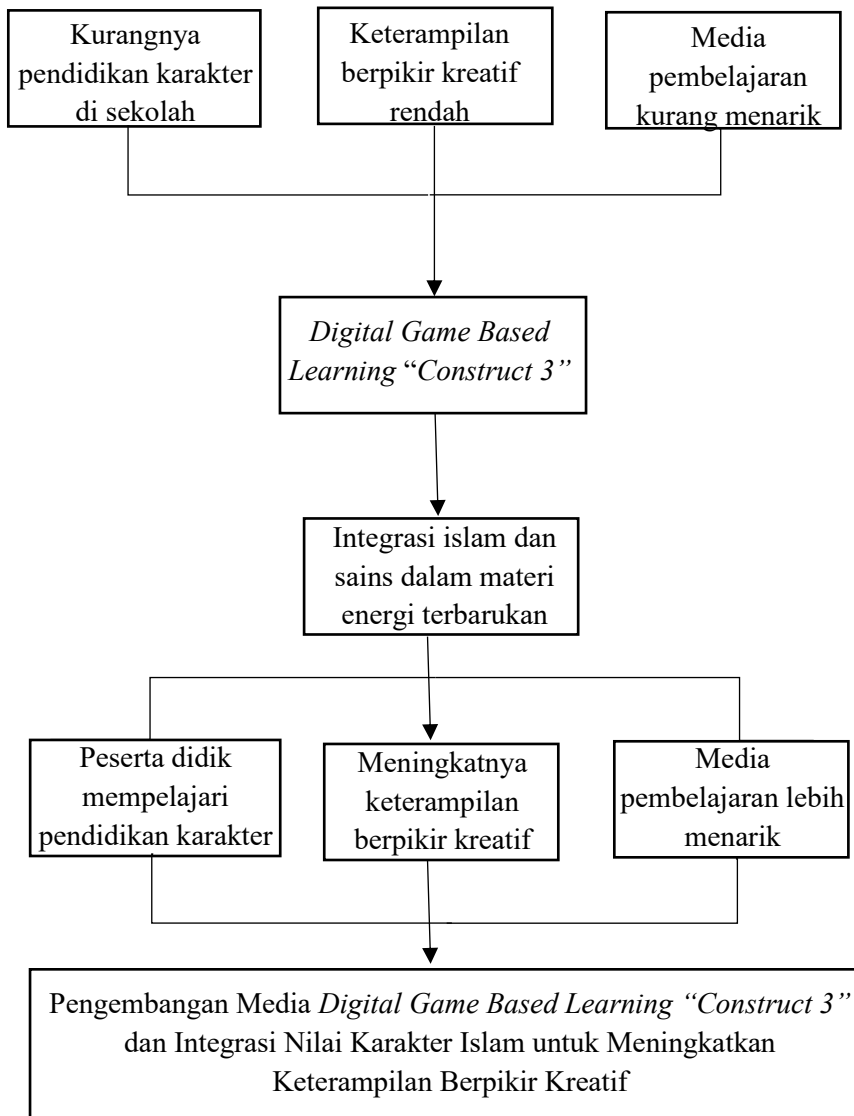 Kurangnya
pendidikan karakter
di sekolah
Keterampilan
berpikir kreatif
rendah
Media
pembelajaran
kurang menarik
Digital Game Based
Learning “Construct 3”
Integrasi islam dan
sains dalam materi
energi terbarukan
Peserta didik
mempelajari
pendidikan karakter
Meningkatnya
keterampilan
berpikir kreatif
Media
pembelajaran lebih
menarik
Pengembangan Media Digital Game Based Learning “Construct 3”
dan Integrasi Nilai Karakter Islam untuk Meningkatkan
Keterampilan Berpikir Kreatif